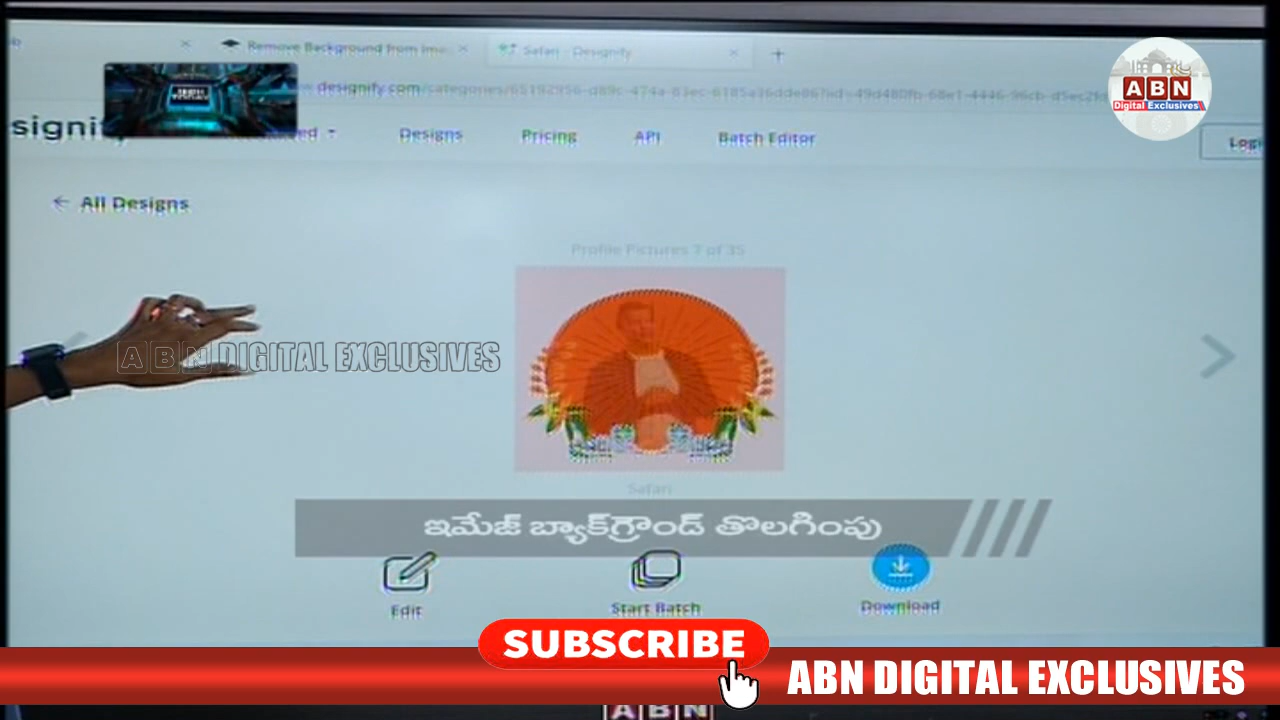 Remove Background from Ima
Safari - Designify
designify.com/
Designs
Pricing
API
Batch Editor
ABN
Digital Exclusives
← All Designs
Profile Pictures 7 of 35
ABN DIGITAL EXCLUSIVES
Safari
ఇమేజ్ బ్యాక్‌గ్రౌండ్ తొలగింపు
Edit
Start Batch
Download
SUBSCRIBE
ABN DIGITAL EXCLUSIVES
ABN